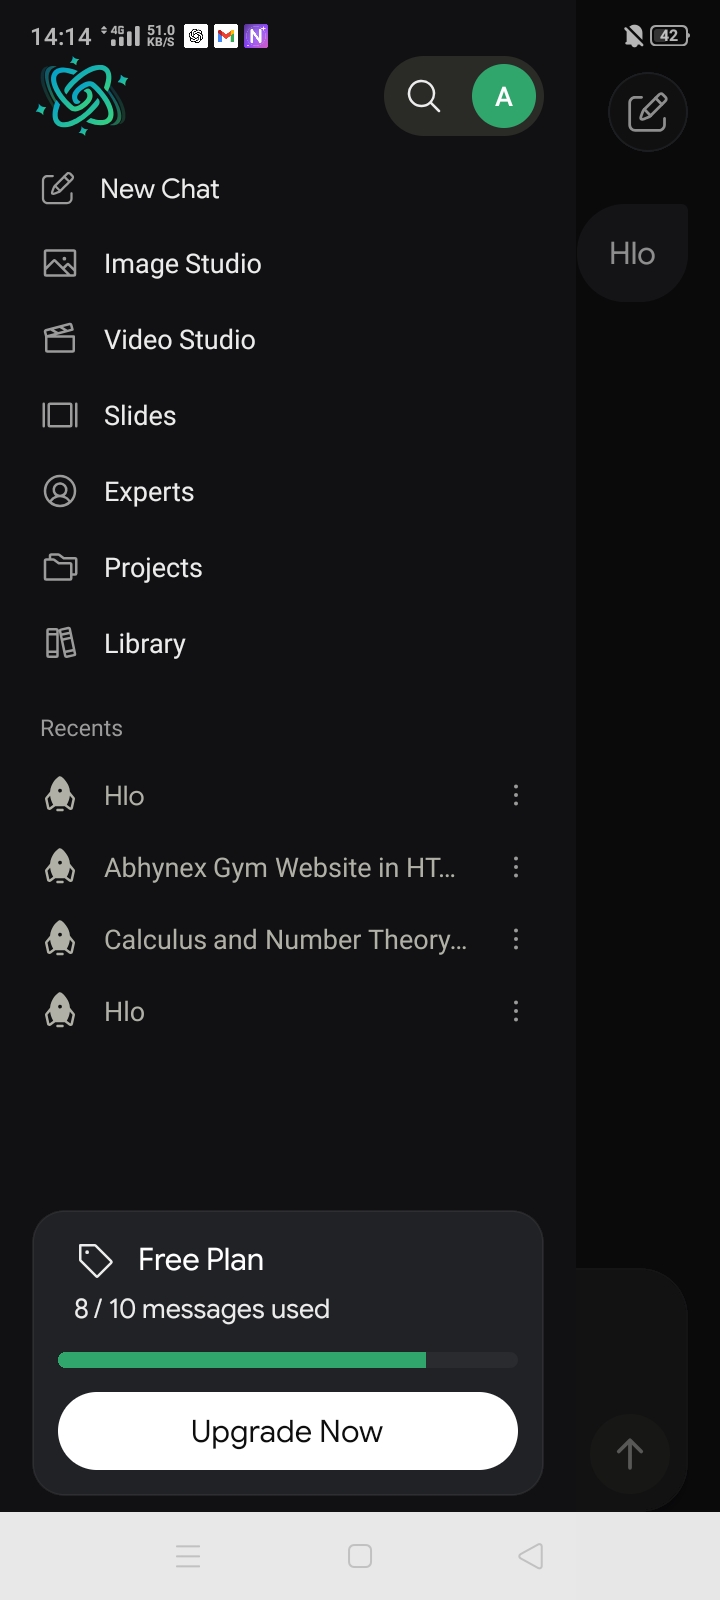 14:14 4G 51.0 KB/S N 42
A
New Chat
Hlo
Image Studio
Video Studio
Slides
Experts
Projects
Library
Recents
Hlo
Abhynex Gym Website in HT...
Calculus and Number Theory...
Hlo
Free Plan
8 / 10 messages used
Upgrade Now